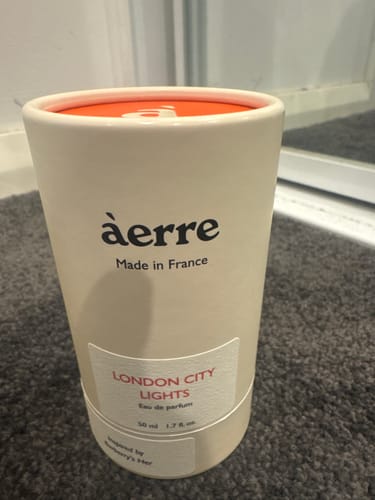 àerre
Made in France
LONDON CITY
LIGHTS
Eau de parfum
50 ml 1.7 fl. oz.
Inspired by
Burberry's Her